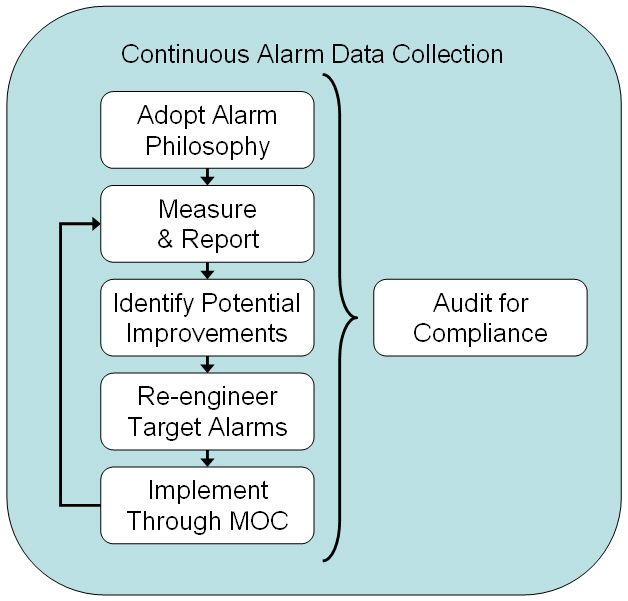 Continuous Alarm Data Collection
Adopt Alarm
Philosophy
Measure
& Report
Identify Potential
Improvements
Re-engineer
Target Alarms
Implement
Through MOC
Audit for
Compliance